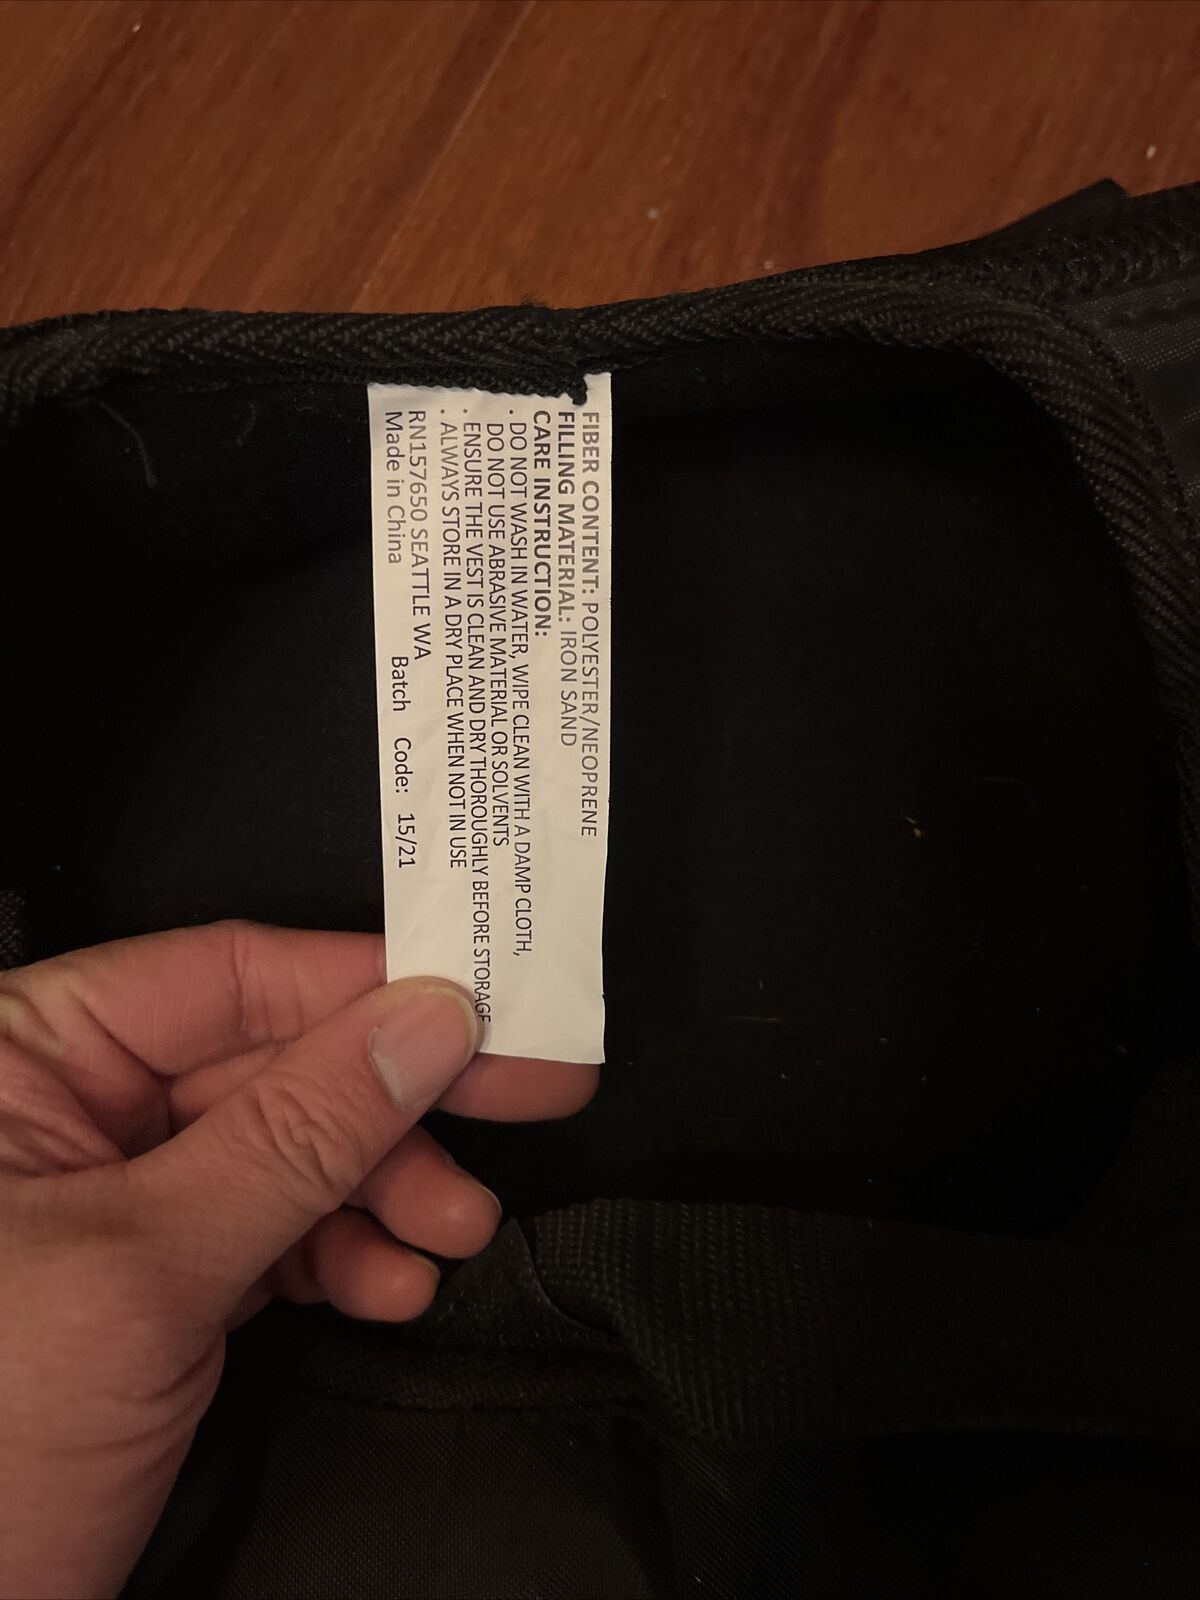 FIBER CONTENT: POLYESTER/NEOPRENE
FILLING MATERIAL: IRON SAND
CARE INSTRUCTION:
. DO NOT WASH IN WATER, WIPE CLEAN WITH A DAMP CLOTH,
DO NOT USE ABRASIVE MATERIAL OR SOLVENTS
. ENSURE THE VEST IS CLEAN AND DRY THOROUGHLY BEFORE STORAGE
. ALWAYS STORE IN A DRY PLACE WHEN NOT IN USE
RN157650 SEATTLE WA
Made in China Batch Code: 15/21